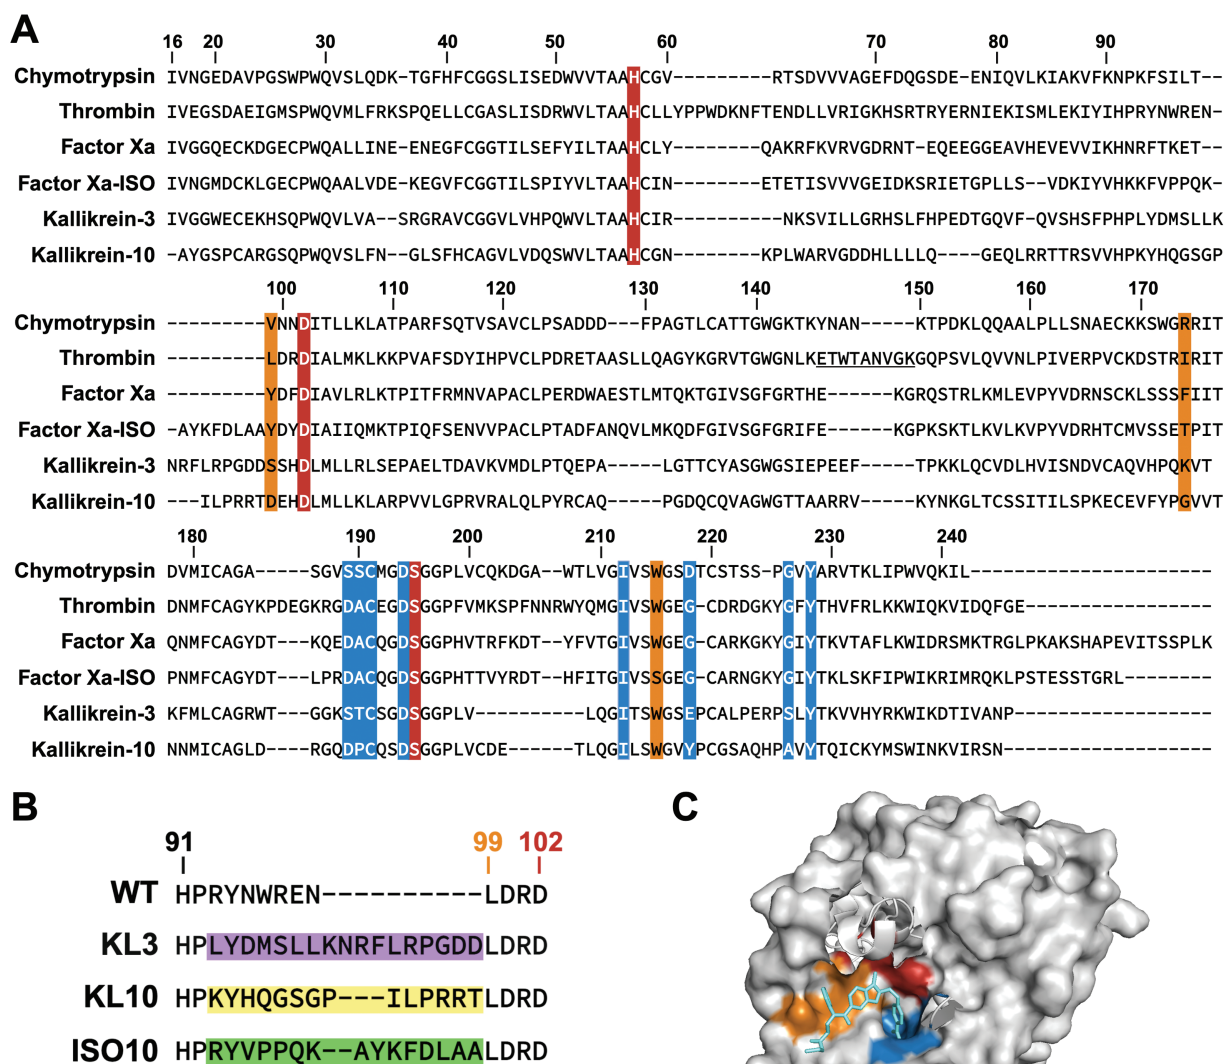 A
16 20 30 40 50 60 70 80 90
Chymotrypsin IVNGEDAVPGSWPWQVSLQDK-TGFHFCGGSLISEDWVVTAAHCGV---------RTSDVVVAGEFDQGSDE-ENIQVLKIAKVFKNPKFSILT--
Thrombin IVEGSDAEIGMSPWQVMLFRKSPQELLCGASLISDRWVLTAAHCLLYPPWDKNFTENDLLVRIGKHSRTRYERNIEKISMLEKIYIHPRYNWREN-
Factor Xa IVGGQECKDGECPWQALLINE-ENEGFCGGTILSEFYILTAAHCLY--------QAKRFKVRVGDRNT-EQEEGGEAVHEVEVVIKHNRFTKET--
Factor Xa-ISO IVNGMDCKLGECPWQAALVDE-KEGVFCGGTILSPIYVLTAAHCIN--------ETETISVVVGEIDKSRIETGPLLS--VDKIYVHKKFVPPQK-
Kallikrein-3 IVGGWECEKHSQPWQVLVA--SRGRAVCGGVLVHPQWVLTAAHCIR----------NKSVILLGRHSLFHPEDTGQVF-QVSHSFPHPLYDMSLLK
Kallikrein-10 -AYGSPCARGSQPWQVSLFN--GLSFHCAGVLVDQSWVLTAAHCGN--------KPLWARVGDDHLLLLQ----GEQLRRTTRSVVHPKYHQGSGP
100 110 120 130 140 150 160 170
Chymotrypsin ---------VNNDITLLKLATPARFSQTVSAVCLPSADDD---FPAGTLCATTGWGKTKYNAN-----KTPDKLQQAALPLLSNAECKKSWGRRIT
Thrombin ---------LDRDIALMKLKKPVAFSDYIHPVCLPDRETAASLLQAGYKGRVTGWGNLKETWTANVGKGQPSVLQVVNLPIVERPVCKDSTRIRIT
Factor Xa ---------YDFDIAVLRLKTPITFRMNVAPACLPERDWAESTLMTQKTGIVSGFGRTHE------KGRQSTRLKMLEVPYVDRNSCKLSSSFIIT
Factor Xa-ISO -AYKFDLAAYDYDIAIIQMKTPIQFSENVVPACLPTADFANQVLMKQDFGIVSGFGRIFE------KGPKSKTLKVLKVPYVDRHTCMVSSETPIT
Kallikrein-3 NRFLRPGDDSSHDLMLLRLSEPAELTDAVKVMDLPTQEPA-----LGTTCYASGWGSIEPEEF-----TPKKLQCVDLHVISNDVCAQVHPQKVT
Kallikrein-10 ---ILPRRTDEHDLMLLKLARPVVLGPRVRALQLPYRCAQ-----PGDQCQVAGWGTTAARRV-----KYNKGLTCSSITILSPKECEVFYPGVVT
180 190 200 210 220 230 240
Chymotrypsin DVMICAGA-----SGVSSCMGDSGGPLVCQKDGA--WTLVGIVSWGSDTCSTSS-PGVYARVTKLIPWVQKIL----------------------
Thrombin DNMFCAGYKPDEGKRGDACEGDSGGPFVMKSPFNNRWYQMGIVSWGEG-CDRDGKYGFYTHVFRLKKWIQKVIDQFGE-----------------
Factor Xa QNMFCAGYDT---KQEDACQGDSGGPHVTRFKDT--YFVTGIVSWGEG-CARKGKYGIYTKVTAFLKWIDRSMKTRGLPKAKSHAPEVITSSPLK
Factor Xa-ISO PNMFCAGYDT---LPRDACQGDSGGPHTTVYRDT--HFITGIVSSGEG-CARNGKYGIYTKLSKFIPWIKRIMRQKLPSTESSTGRL--------
Kallikrein-3 KFMLCAGRWT---GGKSTCSGDSGGPLV----------LQGITSWGSEPCALPERPSLYTKVVHYRKWIKDTIVANP------------------
Kallikrein-10 NNMICAGLD----RGQDPCQSDSGGPLVCDE------TLQGILSWGVYPCGSAQHPAVYTQICKYMSWINKVIRSN-------------------
B
91 99 102
WT HPRYNWREN----------LDRD
KL3 HPLYDMSLLKNRFLRPGDDLDRD
KL10 HPKYHQGSGP---ILPRRTLDRD
ISO10 HPRYVPPQK--AYKFDLAALDRD
C